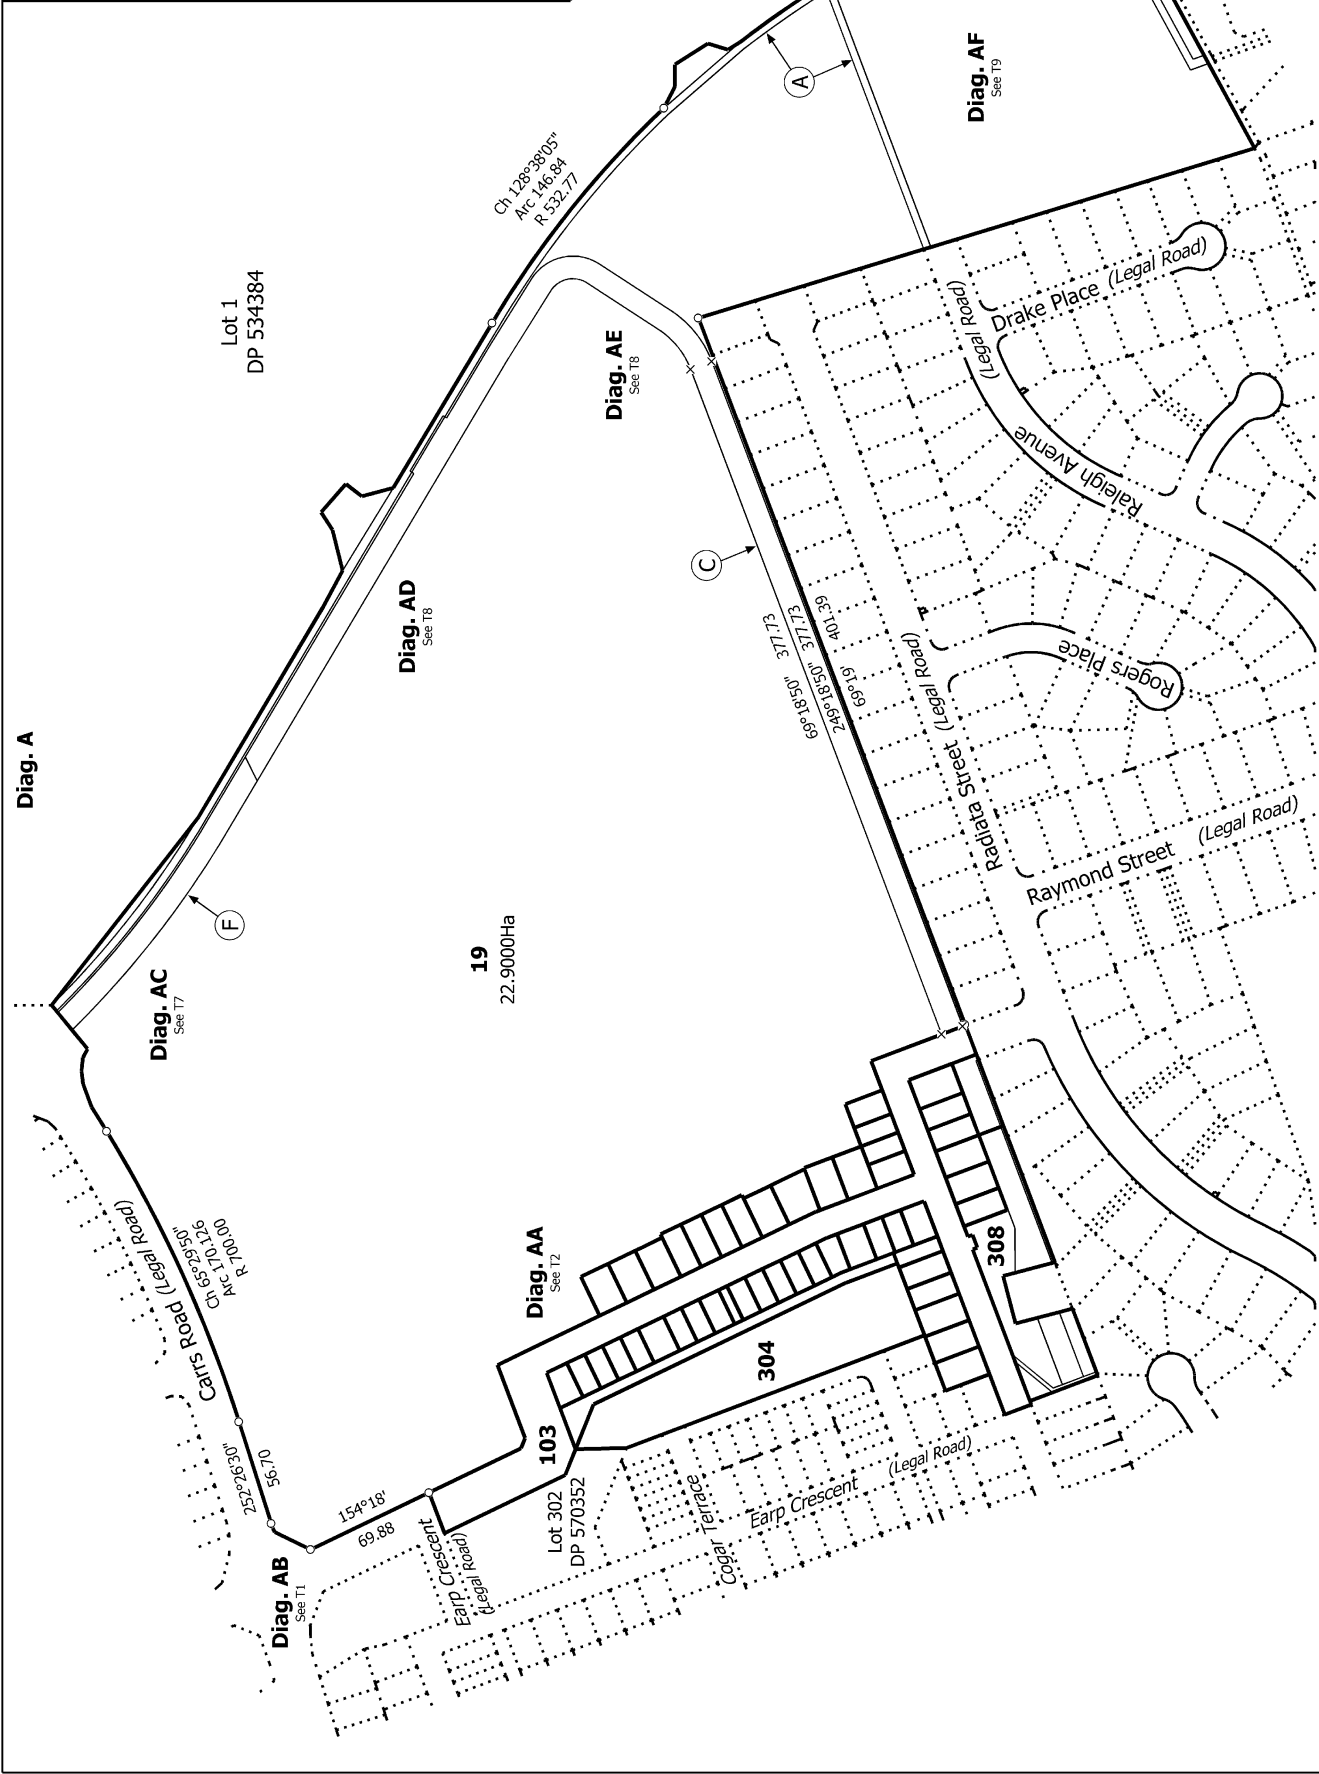 Diag. A
Lot 1
DP 534384
Ch 128°38'05"
Arc 146.84
R 532.77
A
Diag. AF
See T9
Diag. AE
See T8
Diag. AD
See T8
C
69°18'50" 377.73
249°18'50" 377.73
69°19' 401.39
F
Diag. AC
See T7
19
22.9000Ha
Carrs Road (Legal Road)
Ch 65°29'50"
Arc 170.126
R 700.00
252°26'30"
56.70
154°18'
69.88
Diag. AB
See T1
Diag. AA
See T2
103
304
308
Lot 302
DP 570352
Earp Crescent
(Legal Road)
Cogar Terrace
Earp Crescent (Legal Road)
Radiata Street (Legal Road)
Raymond Street (Legal Road)
Rogers Place
Raleigh Avenue
(Legal Road)
Drake Place (Legal Road)